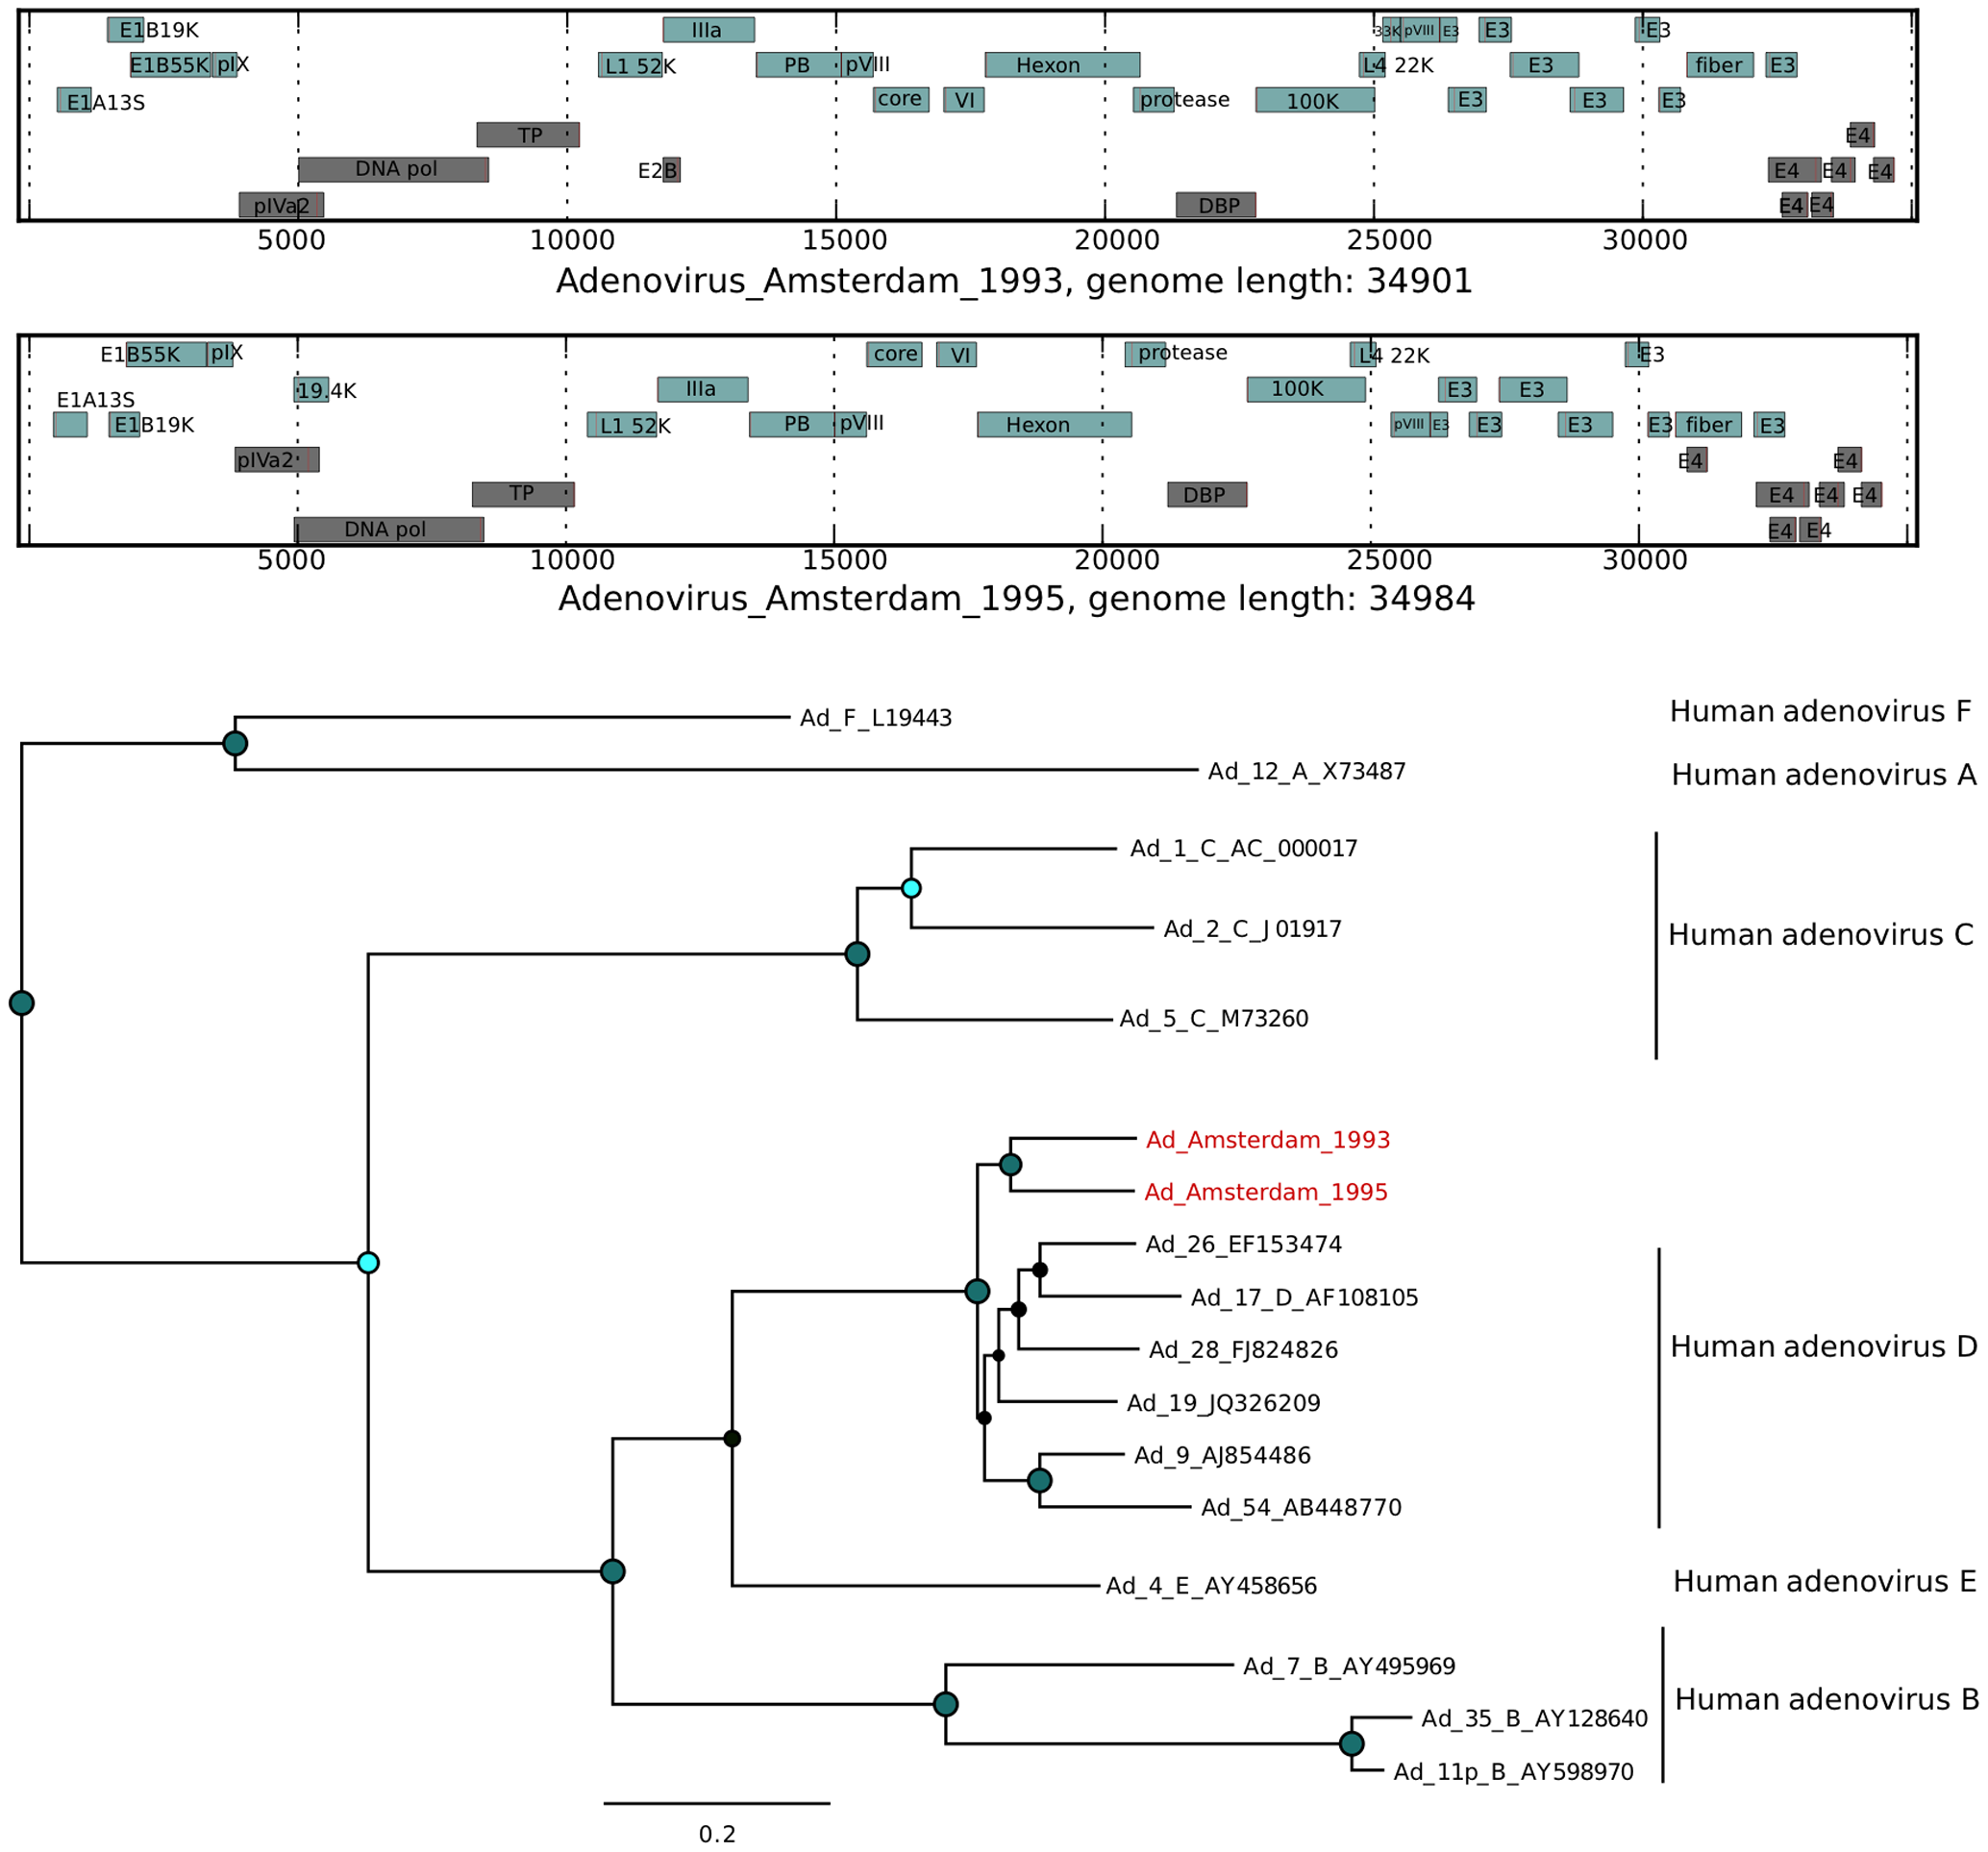 E1B19K IIIa 33K pVIII E3 E3 E3
E1B55K pIX L1 52K PB pVIII Hexon L4 22K E3 fiber E3
E1A13S core VI protease 100K E3 E3 E3
TP E4
DNA pol E2B E4 E4 E4
pIVa2 DBP E4 E4
5000 10000 15000 20000 25000 30000
Adenovirus_Amsterdam_1993, genome length: 34901
E1B55K pIX core VI protease L4 22K E3
E1A13S 19.4K IIIa 100K E3 E3
E1B19K L1 52K PB pVIII Hexon pVIII E3 E3 E3 E3 fiber E3
pIVa2 E4 E4
TP DBP E4 E4 E4
DNA pol E4 E4
5000 10000 15000 20000 25000 30000
Adenovirus_Amsterdam_1995, genome length: 34984
Ad_F_L19443 Human adenovirus F
Ad_12_A_X73487 Human adenovirus A
Ad_1_C_AC_000017
Ad_2_C_J01917 Human adenovirus C
Ad_5_C_M73260
Ad_Amsterdam_1993
Ad_Amsterdam_1995
Ad_26_EF153474
Ad_17_D_AF108105
Ad_28_FJ824826 Human adenovirus D
Ad_19_JQ326209
Ad_9_AJ854486
Ad_54_AB448770
Ad_4_E_AY458656 Human adenovirus E
Ad_7_B_AY495969
Human adenovirus B
Ad_35_B_AY128640
Ad_11p_B_AY598970
0.2